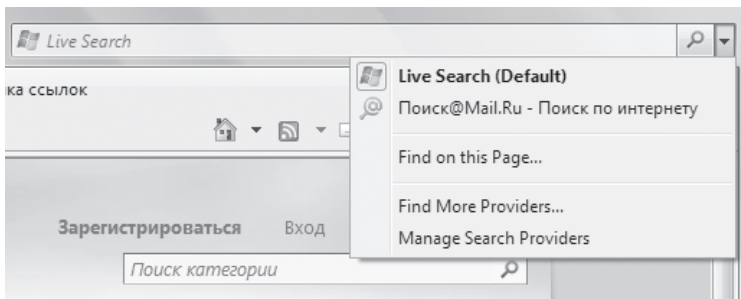 Live Search
Live Search (Default)
ка ссылок
Поиск@Mail.Ru - Поиск по интернету
Find on this Page...
Find More Providers...
Зарегистрироваться Вход
Manage Search Providers
Поиск категории